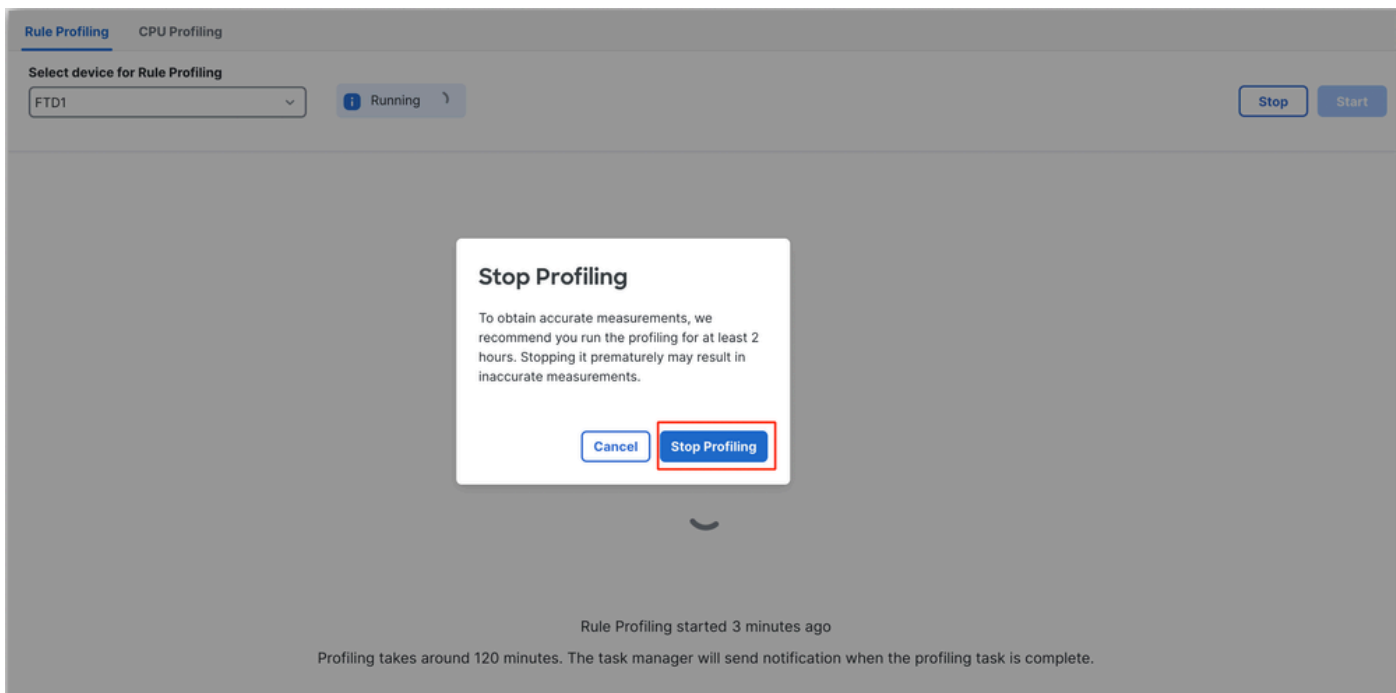 Rule Profiling CPU Profiling
Select device for Rule Profiling
FTD1 Running Stop Start
Stop Profiling
To obtain accurate measurements, we
recommend you run the profiling for at least 2
hours. Stopping it prematurely may result in
inaccurate measurements.
Cancel Stop Profiling
Rule Profiling started 3 minutes ago
Profiling takes around 120 minutes. The task manager will send notification when the profiling task is complete.